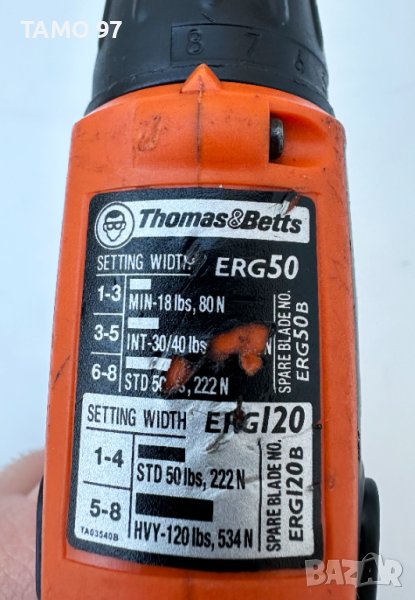 TAMO 97
8 7 6
Thomas&Betts
SETTING WIDTH ERG50
1-3 MIN-18 lbs, 80 N
3-5 INT-30/40 lbs N
6-8 STD 50 lbs, 222 N
SPARE BLADE NO.
ERG50B
SETTING WIDTH ERG120
1-4 STD 50 lbs, 222 N
5-8 HVY-120 lbs, 534 N
SPARE BLADE NO.
ERG120B
TA03540B
bazar.bg